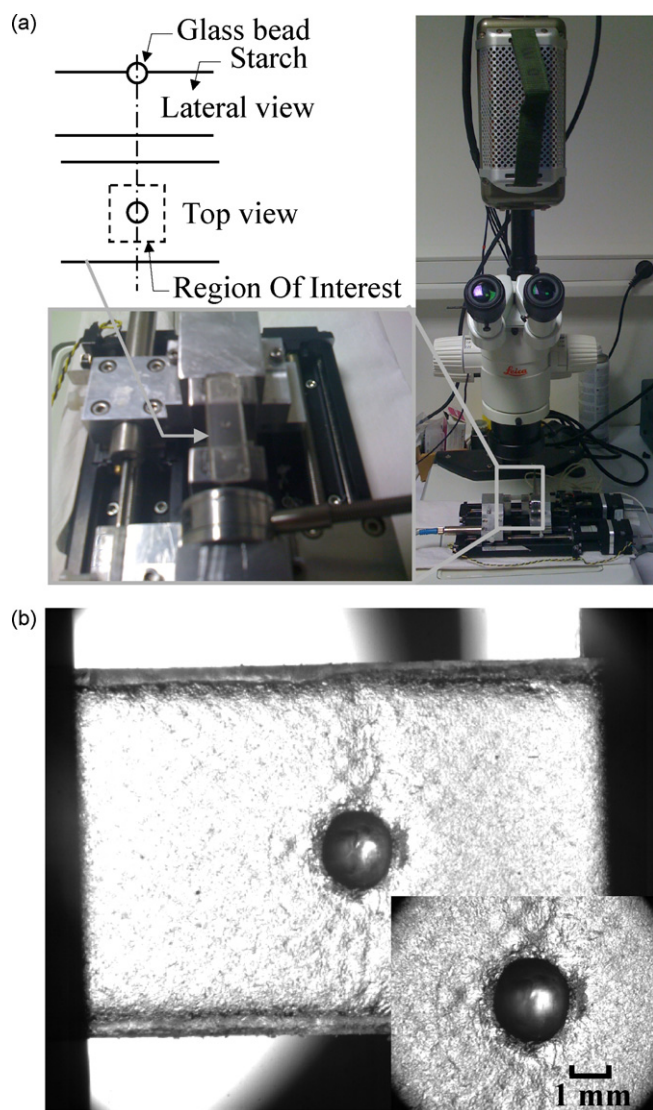 (a)
Glass bead
Starch
Lateral view
Top view
Region Of Interest
Leica
(b)
1 mm